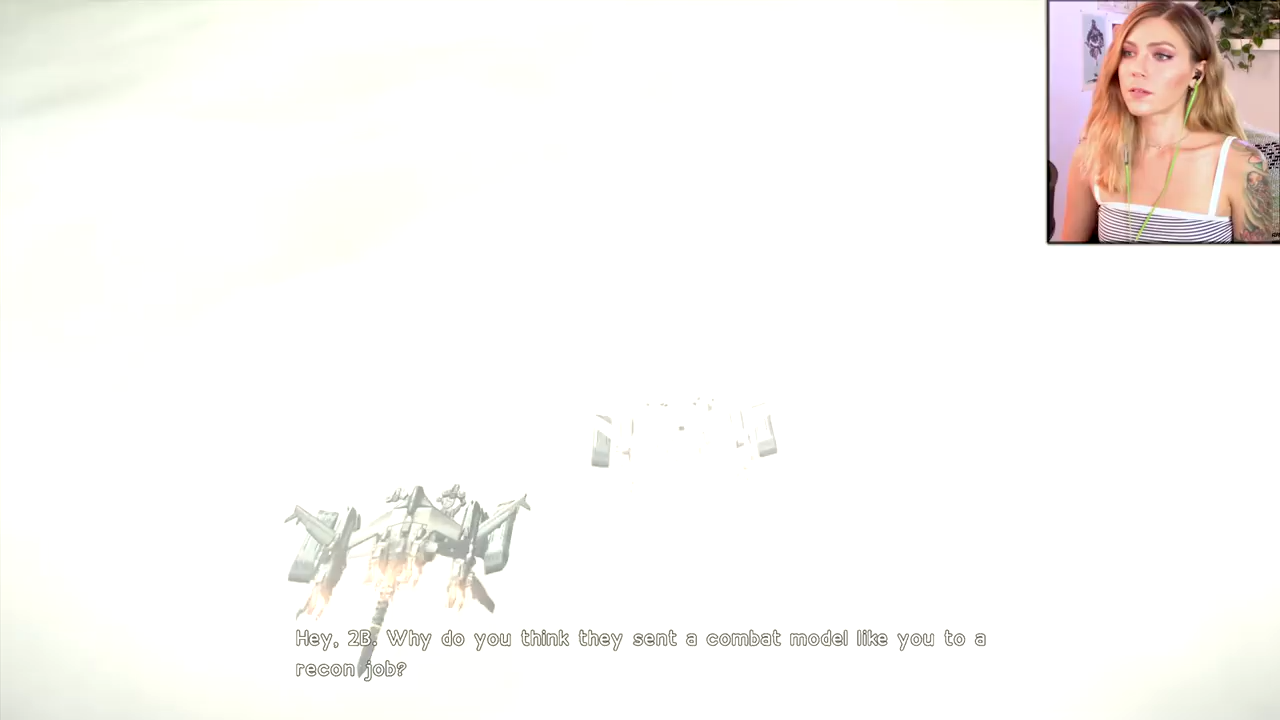 Hey, 2B. Why do you think they sent a combat model like you to a
recon job?